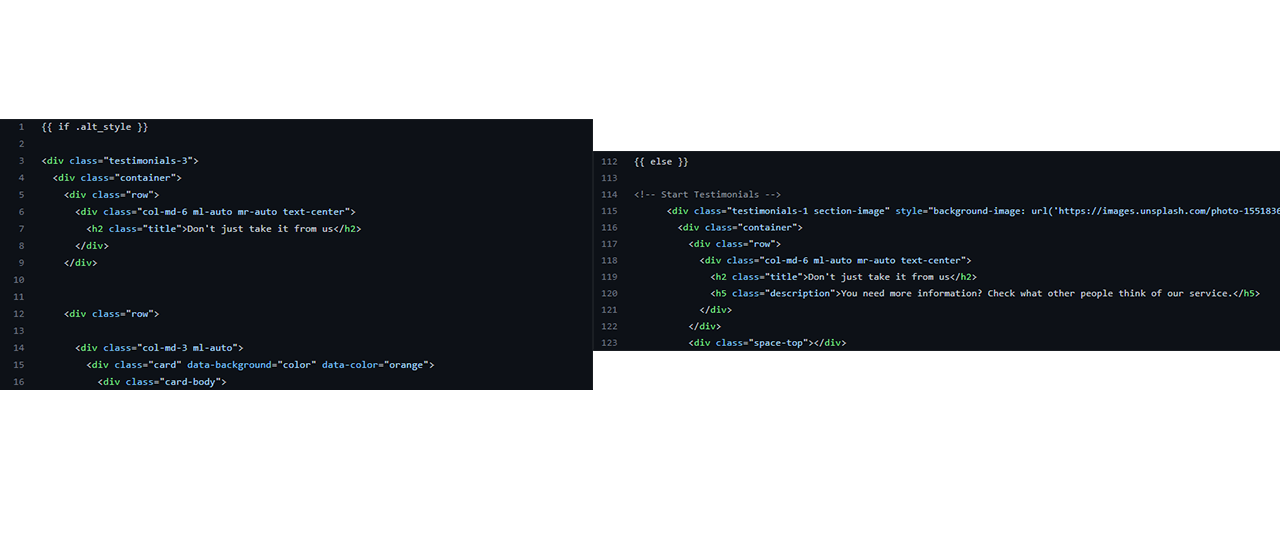 1 {{ if .alt_style }}
2
3 <div class="testimonials-3">
4 <div class="container">
5 <div class="row">
6 <div class="col-md-6 ml-auto mr-auto text-center">
7 <h2 class="title">Don't just take it from us</h2>
8 </div>
9 </div>
10
11
12 <div class="row">
13
14 <div class="col-md-3 ml-auto">
15 <div class="card" data-background="color" data-color="orange">
16 <div class="card-body">
112 {{ else }}
113
114 <!-- Start Testimonials -->
115 <div class="testimonials-1 section-image" style="background-image: url('https://images.unsplash.com/photo-1551836
116 <div class="container">
117 <div class="row">
118 <div class="col-md-6 ml-auto mr-auto text-center">
119 <h2 class="title">Don't just take it from us</h2>
120 <h5 class="description">You need more information? Check what other people think of our service.</h5>
121 </div>
122 </div>
123 <div class="space-top"></div>